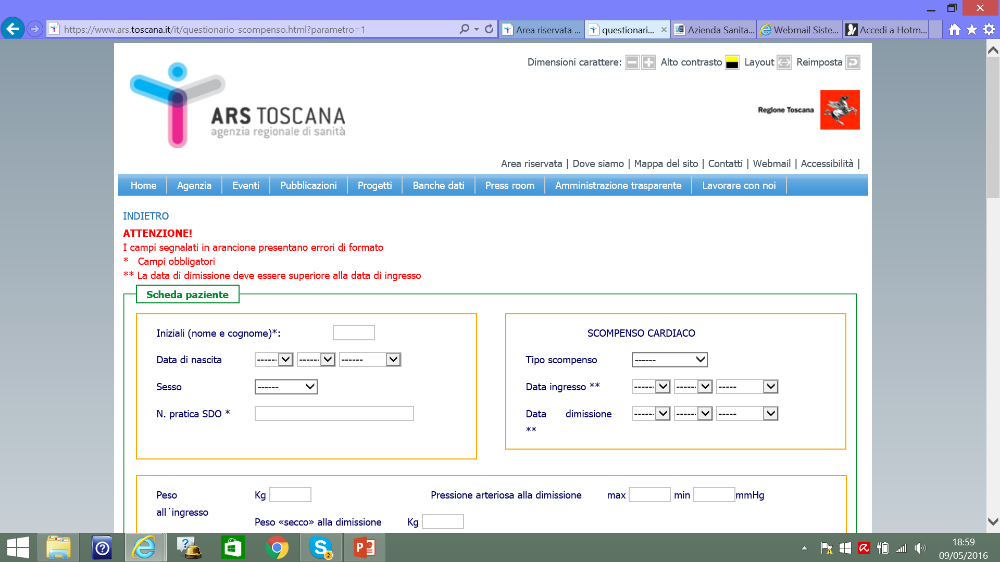 https://www.ars.toscana.it/it/questionario-scompenso.html?parametro=1
Area riservata ...
questionari...
Azienda Sanita...
Webmail Siste...
Accedi a Hotm...
Dimensioni carattere:
Alto contrasto
Layout
Reimposta
ARS TOSCANA
agenzia regionale di sanità
Regione Toscana
Area riservata | Dove siamo | Mappa del sito | Contatti | Webmail | Accessibilità |
Home Agenzia Eventi Pubblicazioni Progetti Banche dati Press room Amministrazione trasparente Lavorare con noi
INDIETRO
ATTENZIONE!
I campi segnalati in arancione presentano errori di formato
* Campi obbligatori
** La data di dimissione deve essere superiore alla data di ingresso
Scheda paziente
Iniziali (nome e cognome)*:
Data di nascita ------ ------ ------
Sesso ------
N. pratica SDO *
SCOMPENSO CARDIACO
Tipo scompenso ------
Data ingresso ** ------ ------ -----
Data dimissione ------ ------ -----
**
Peso Kg Pressione arteriosa alla dimissione max min mmHg
all´ingresso
Peso «secco» alla dimissione Kg
18:59
09/05/2016